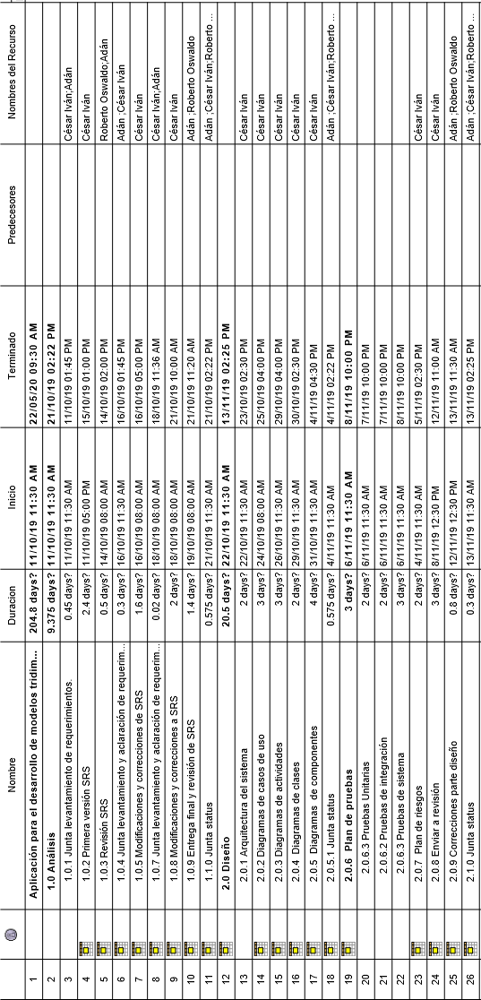 Nombre Duracion Inicio Terminado Predecesores Nombres del Recurso
1 Aplicación para el desarrollo de modelos tridim... 204.8 days? 11/10/19 11:30 AM 22/05/20 09:30 AM
2 1.0 Análisis 9.375 days? 11/10/19 11:30 AM 21/10/19 02:22 PM
3 1.0.1 Junta levantamiento de requerimientos. 0.45 days? 11/10/19 11:30 AM 11/10/19 01:45 PM César Iván;Adán
4 1.0.2 Primera versión SRS 2.4 days? 11/10/19 05:00 PM 15/10/19 01:00 PM César Iván
5 1.0.3 Revisión SRS 0.5 days? 14/10/19 08:00 AM 14/10/19 02:00 PM Roberto Oswaldo;Adán
6 1.0.4 Junta levantamiento y aclaración de requerim... 0.3 days? 16/10/19 11:30 AM 16/10/19 01:45 PM Adán ;César Iván
7 1.0.5 Modificaciones y correcciones de SRS 1.6 days? 16/10/19 08:00 AM 16/10/19 05:00 PM César Iván
8 1.0.7 Junta levantamiento y aclaración de requerim... 0.02 days? 18/10/19 08:00 AM 18/10/19 11:36 AM César Iván;Adán
9 1.0.8 Modificaciones y correcciones a SRS 2 days? 18/10/19 08:00 AM 21/10/19 10:00 AM César Iván
10 1.0.9 Entrega final y revisión de SRS 1.4 days? 19/10/19 08:00 AM 21/10/19 11:20 AM Adán ;Roberto Oswaldo
11 1.1.0 Junta status 0.575 days? 21/10/19 11:30 AM 21/10/19 02:22 PM Adán ;César Iván;Roberto ...
12 2.0 Diseño 20.5 days? 22/10/19 11:30 AM 13/11/19 02:25 PM
13 2.0.1 Arquitectura del sistema 2 days? 22/10/19 11:30 AM 23/10/19 02:30 PM César Iván
14 2.0.2 Diagramas de casos de uso 3 days? 24/10/19 08:00 AM 25/10/19 04:00 PM César Iván
15 2.0.3 Diagramas de actividades 3 days? 26/10/19 11:30 AM 29/10/19 04:00 PM César Iván
16 2.0.4 Diagramas de clases 2 days? 29/10/19 11:30 AM 30/10/19 02:30 PM César Iván
17 2.0.5 Diagramas de componentes 4 days? 31/10/19 11:30 AM 4/11/19 04:30 PM César Iván
18 2.0.5.1 Junta status 0.575 days? 4/11/19 11:30 AM 4/11/19 02:22 PM Adán ;César Iván;Roberto ...
19 2.0.6 Plan de pruebas 3 days? 6/11/19 11:30 AM 8/11/19 10:00 PM
20 2.0.6.3 Pruebas Unitarias 2 days? 6/11/19 11:30 AM 7/11/19 10:00 PM
21 2.0.6.2 Pruebas de integración 2 days? 6/11/19 11:30 AM 7/11/19 10:00 PM
22 2.0.6.3 Pruebas de sistema 3 days? 6/11/19 11:30 AM 8/11/19 10:00 PM
23 2.0.7 Plan de riesgos 2 days? 4/11/19 11:30 AM 5/11/19 02:30 PM César Iván
24 2.0.8 Enviar a revisión 3 days? 8/11/19 12:30 PM 12/11/19 11:00 AM César Iván
25 2.0.9 Correcciones parte diseño 0.8 days? 12/11/19 12:30 PM 13/11/19 11:30 AM Adán ;Roberto Oswaldo
26 2.1.0 Junta status 0.3 days? 13/11/19 11:30 AM 13/11/19 02:25 PM Adán ;César Iván;Roberto ...